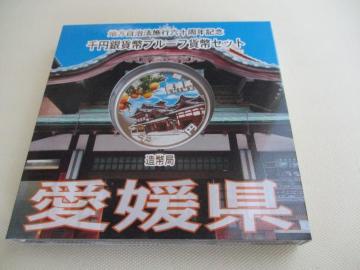 地方自治法施行六十周年記念
千円銀貨幣プルーフ貨幣セット
造幣局
愛媛県